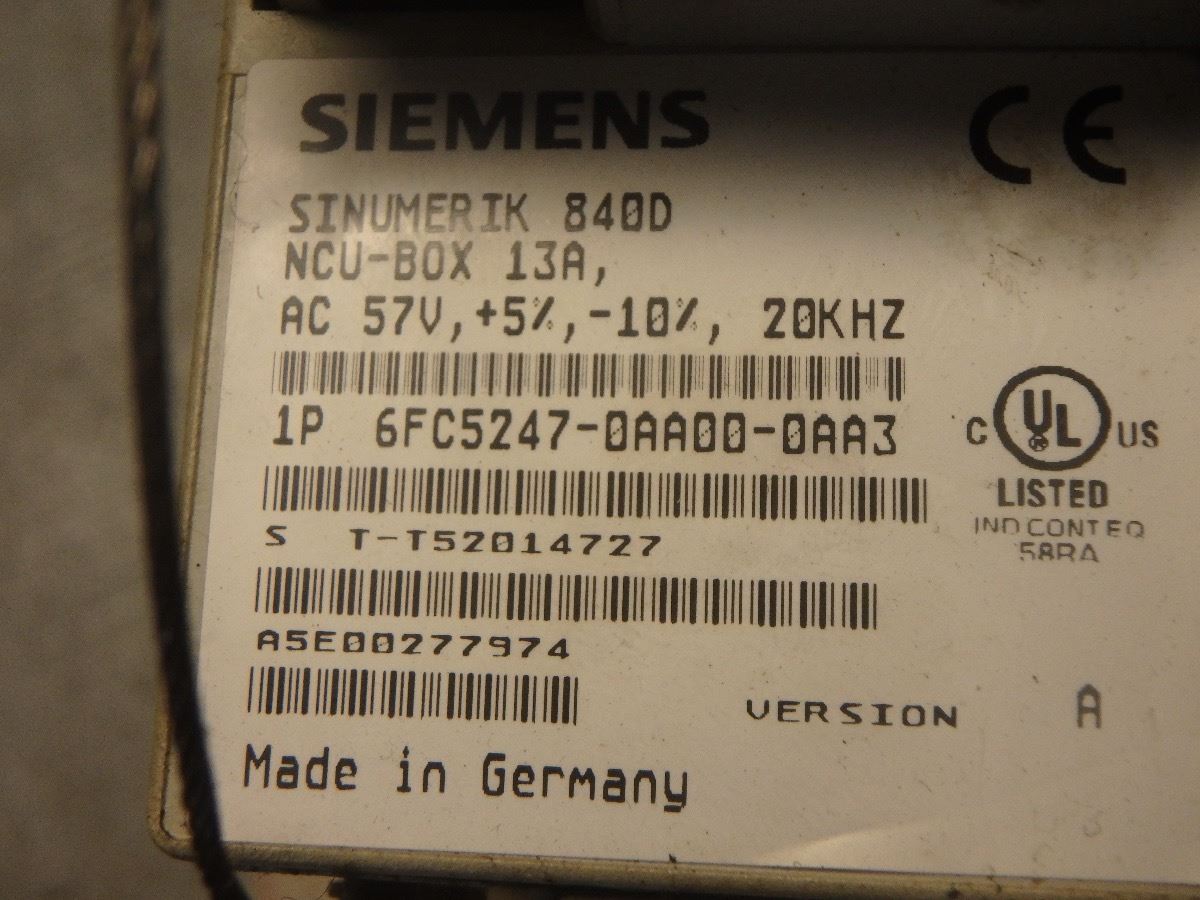 SIEMENS
CE
SINUMERIK 840D
NCU-BOX 13A,
AC 57V,+5%,-10%, 20KHZ
1P 6FC5247-0AA00-0AA3
C UL US
®
LISTED
IND CONT EQ
58RA
S T-T52014727
A5E00277974
VERSION A
Made in Germany